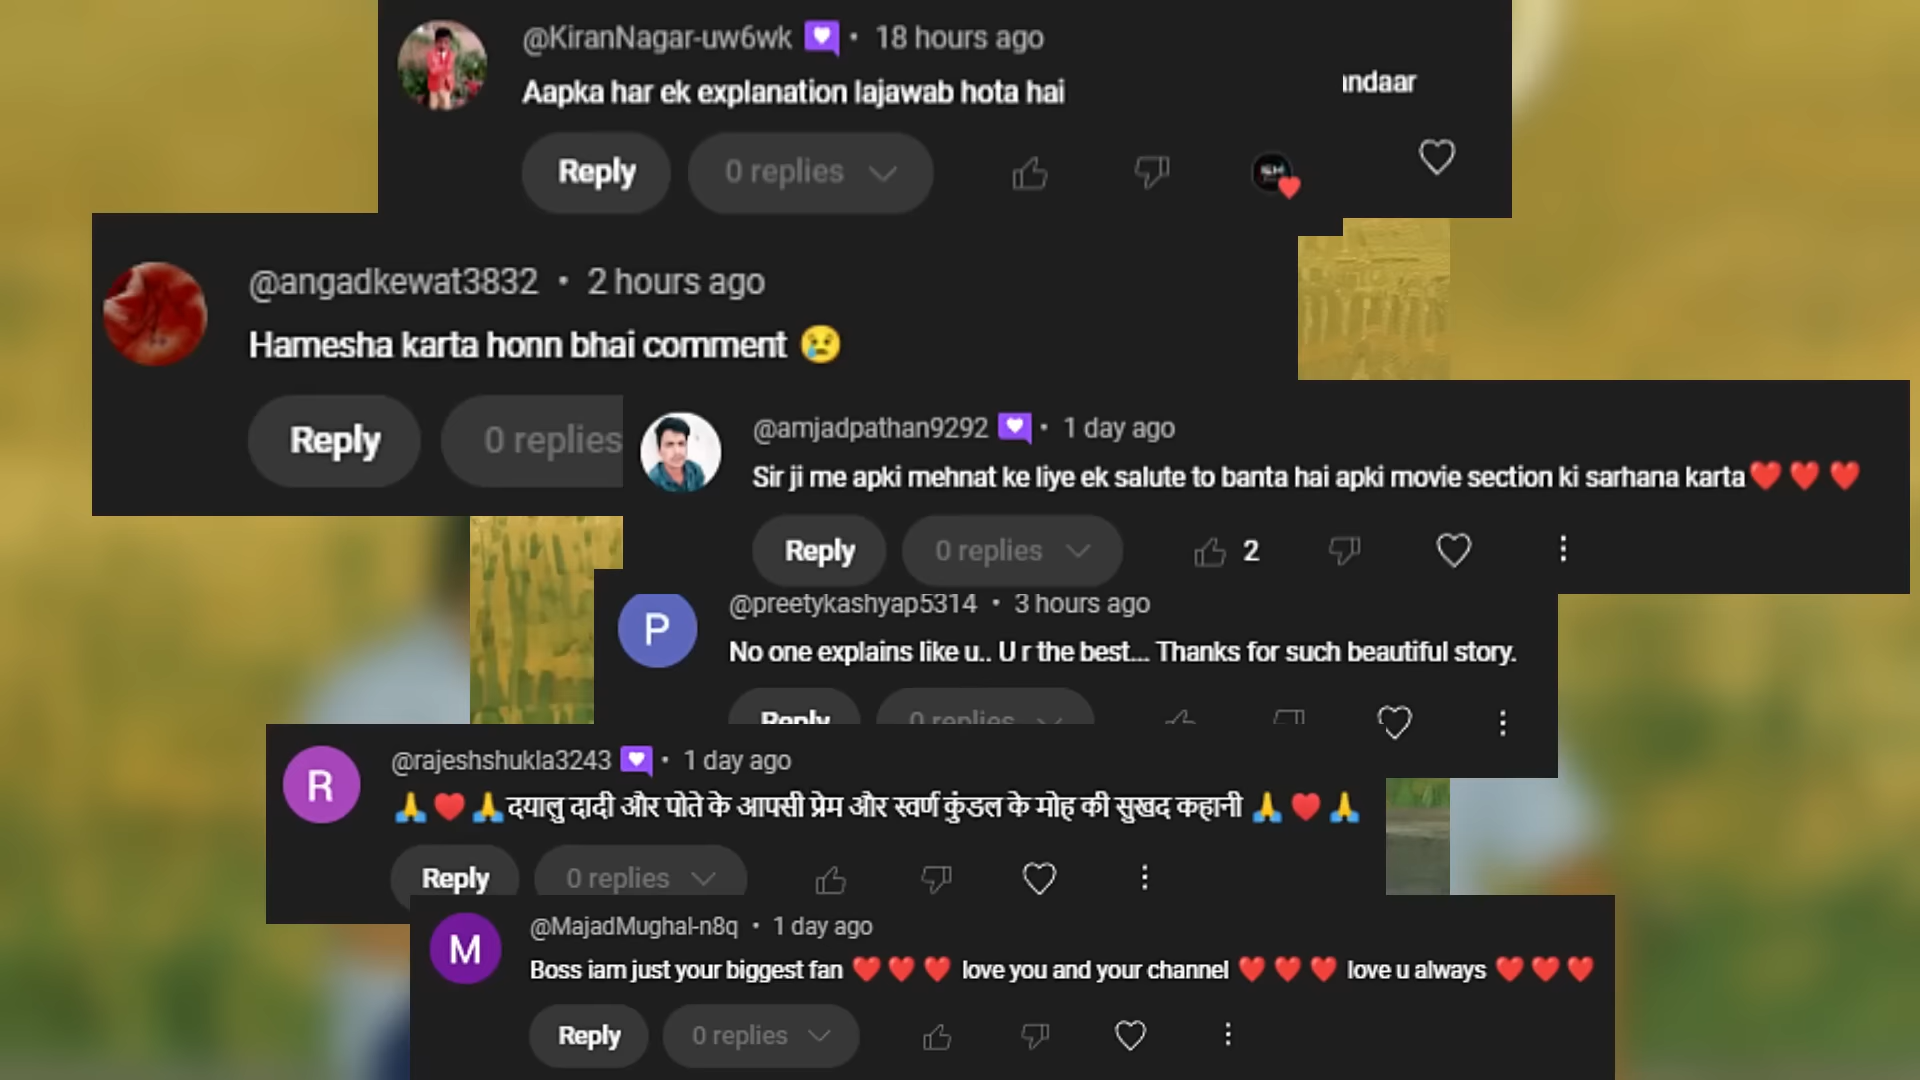 @KiranNagar-uw6wk • 18 hours ago
Aapka har ek explanation lajawab hota hai
ndaar
Reply 0 replies
@angadkewat3832 • 2 hours ago
Hamesha karta honn bhai comment 😢
Reply 0 replies
@amjadpathan9292 • 1 day ago
Sir ji me apki mehnat ke liye ek salute to banta hai apki movie section ki sarhana karta❤️❤️❤️
Reply 0 replies 2
@preetykashyap5314 • 3 hours ago
No one explains like u.. U r the best... Thanks for such beautiful story.
Reply 0 replies
@rajeshshukla3243 • 1 day ago
🙏❤️🙏दयालु दादी और पोते के आपसी प्रेम और स्वर्ण कुंडल के मोह की सुखद कहानी 🙏❤️🙏
Reply 0 replies
@MajadMughal-n8q • 1 day ago
Boss iam just your biggest fan ❤️❤️❤️ love you and your channel ❤️❤️❤️ love u always ❤️❤️❤️
Reply 0 replies